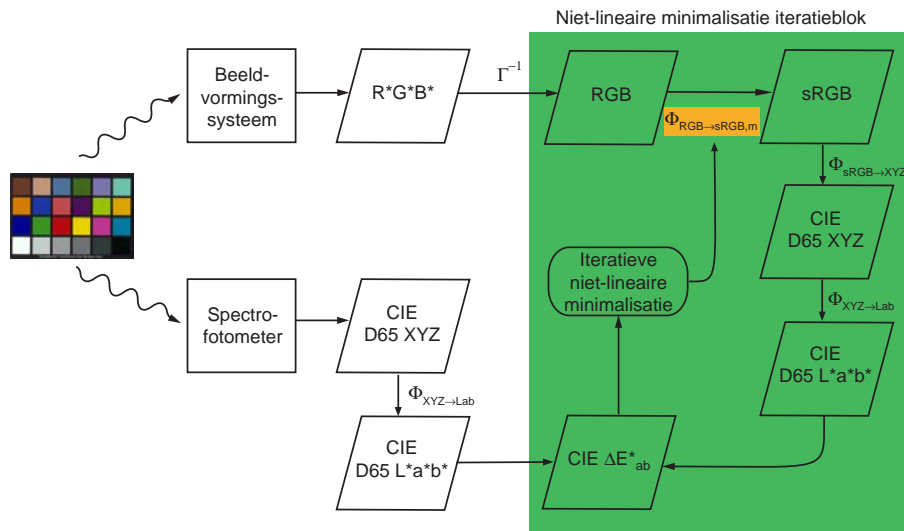 Niet-lineaire minimalisatie iteratieblok
Beeld-
vormings-
systeem
R*G*B*
Γ⁻¹
RGB
sRGB
Φ_RGB→sRGB,m
Φ_sRGB→XYZ
CIE
D65 XYZ
Iteratieve
niet-lineaire
minimalisatie
Φ_XYZ→Lab
Spectro-
fotometer
CIE
D65 XYZ
CIE
D65 L*a*b*
Φ_XYZ→Lab
CIE
D65 L*a*b*
CIE ΔE*ab